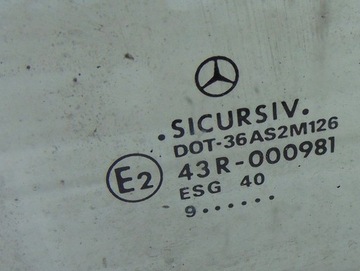 .SICURSIV.
DOT-36AS2M126
E2 43R-000981
ESG 40
9······